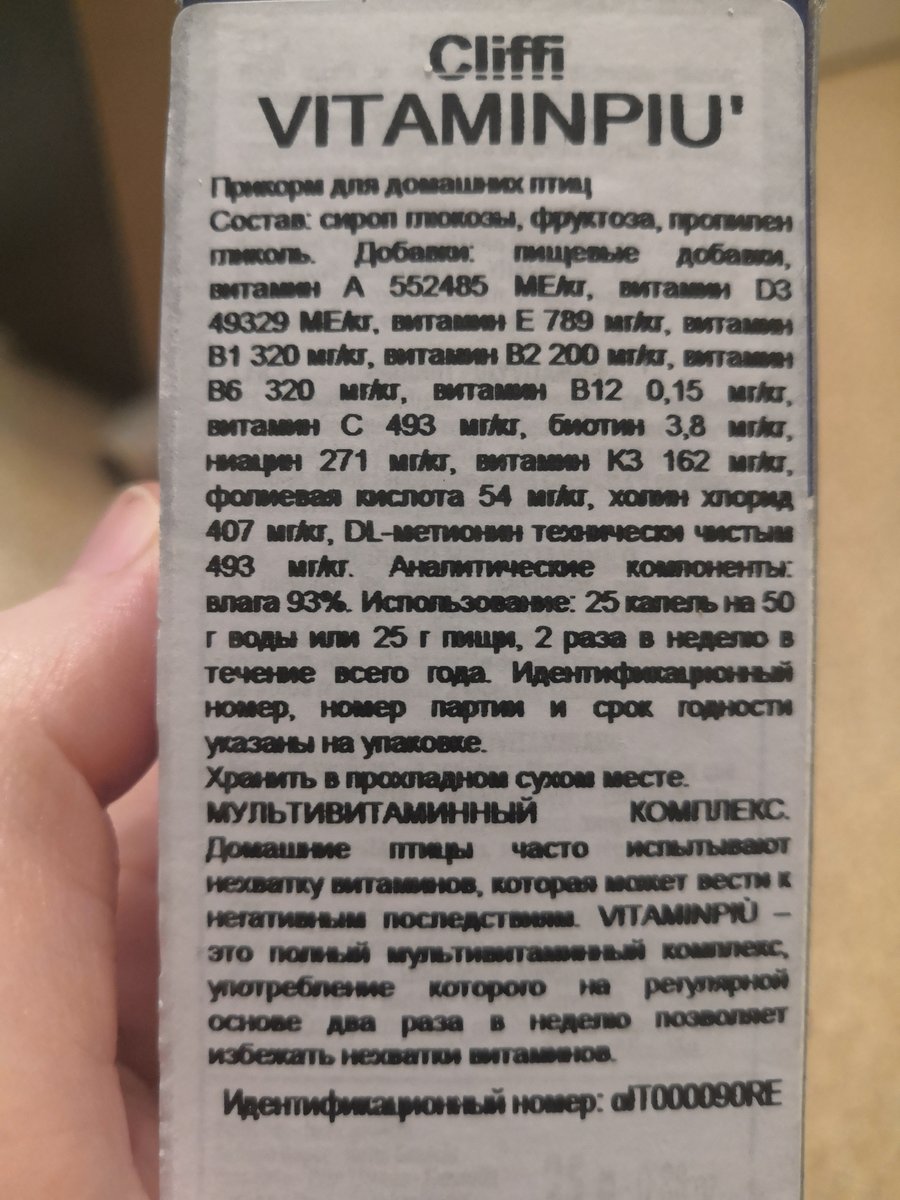 Cliffi
VITAMINPIU'
Прикорм для домашних птиц
Состав: сироп глюкозы, фруктоза, пропилен
гликоль. Добавки: пищевые добавки,
витамин А 552485 МЕ/кг, витамин D3
49329 МЕ/кг, витамин Е 789 мг/кг, витамин
В1 320 мг/кг, витамин В2 200 мг/кг, витамин
В6 320 мг/кг, витамин В12 0,15 мг/кг,
витамин С 493 мг/кг, биотин 3,8 мг/кг,
ниацин 271 мг/кг, витамин К3 162 мг/кг,
фолиевая кислота 54 мг/кг, холин хлорид
407 мг/кг, DL-метионин технически чистым
493 мг/кг. Аналитические компоненты:
влага 93%. Использование: 25 капель на 50
г воды или 25 г пищи, 2 раза в неделю в
течение всего года. Идентификационный
номер, номер партии и срок годности
указаны на упаковке.
Хранить в прохладном сухом месте.
МУЛЬТИВИТАМИННЫЙ КОМПЛЕКС.
Домашние птицы часто испытывают
нехватку витаминов, которая может вести к
негативным последствиям. VITAMINPIÙ –
это полный мультивитаминный комплекс,
употребление которого на регулярной
основе два раза в неделю позволяет
избежать нехватки витаминов.
Идентификационный номер: αIT000090RE